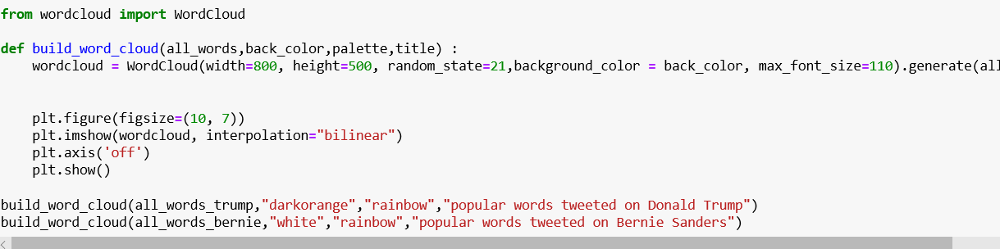 from wordcloud import WordCloud
def build_word_cloud(all_words,back_color,palette,title) :
    wordcloud = WordCloud(width=800, height=500, random_state=21,background_color = back_color, max_font_size=110).generate(all
    plt.figure(figsize=(10, 7))
    plt.imshow(wordcloud, interpolation="bilinear")
    plt.axis('off')
    plt.show()
build_word_cloud(all_words_trump,"darkorange","rainbow","popular words tweeted on Donald Trump")
build_word_cloud(all_words_bernie,"white","rainbow","popular words tweeted on Bernie Sanders")